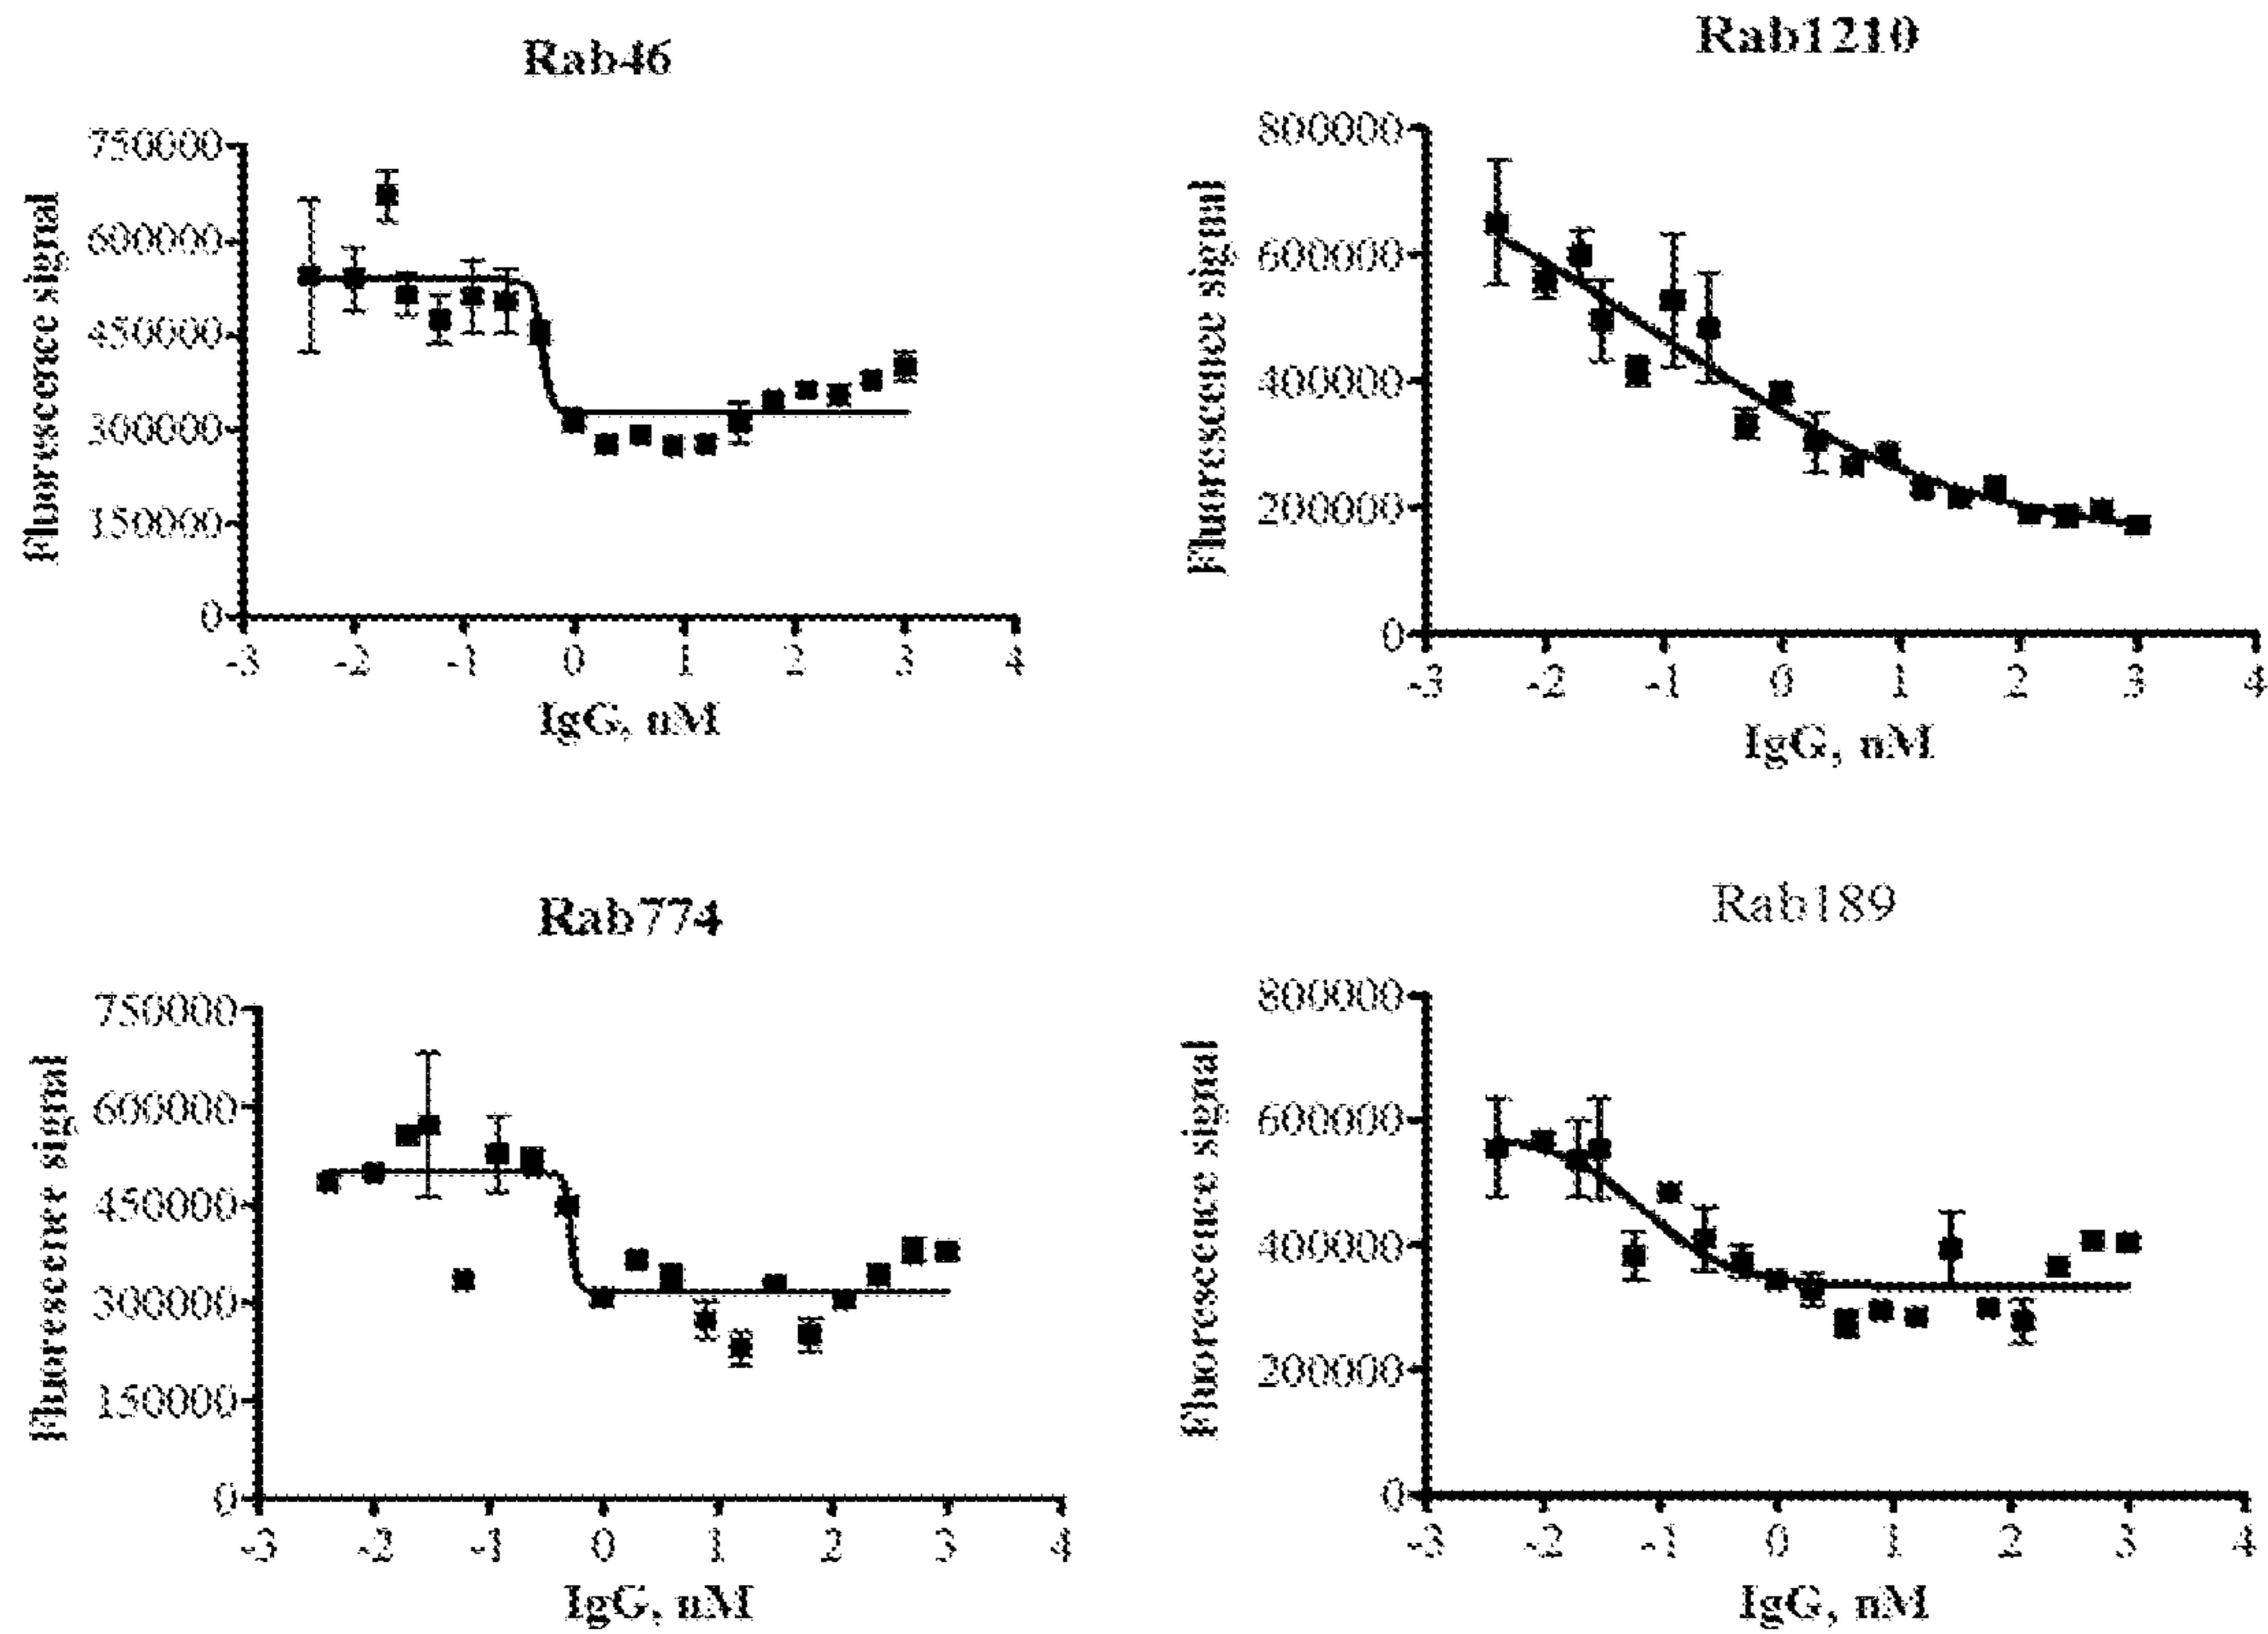 Rab46
Fluorescence signal
750000
600000
450000
300000
150000
0
-3 -2 -1 0 1 2 3 4
IgG, nM
Rab1210
Fluorescence signal
800000
600000
400000
200000
0
-3 -2 -1 0 1 2 3 4
IgG, nM
Rab774
Fluorescence signal
750000
600000
450000
300000
150000
0
-3 -2 -1 0 1 2 3 4
IgG, nM
Rab189
Fluorescence signal
800000
600000
400000
200000
0
-3 -2 -1 0 1 2 3 4
IgG, nM